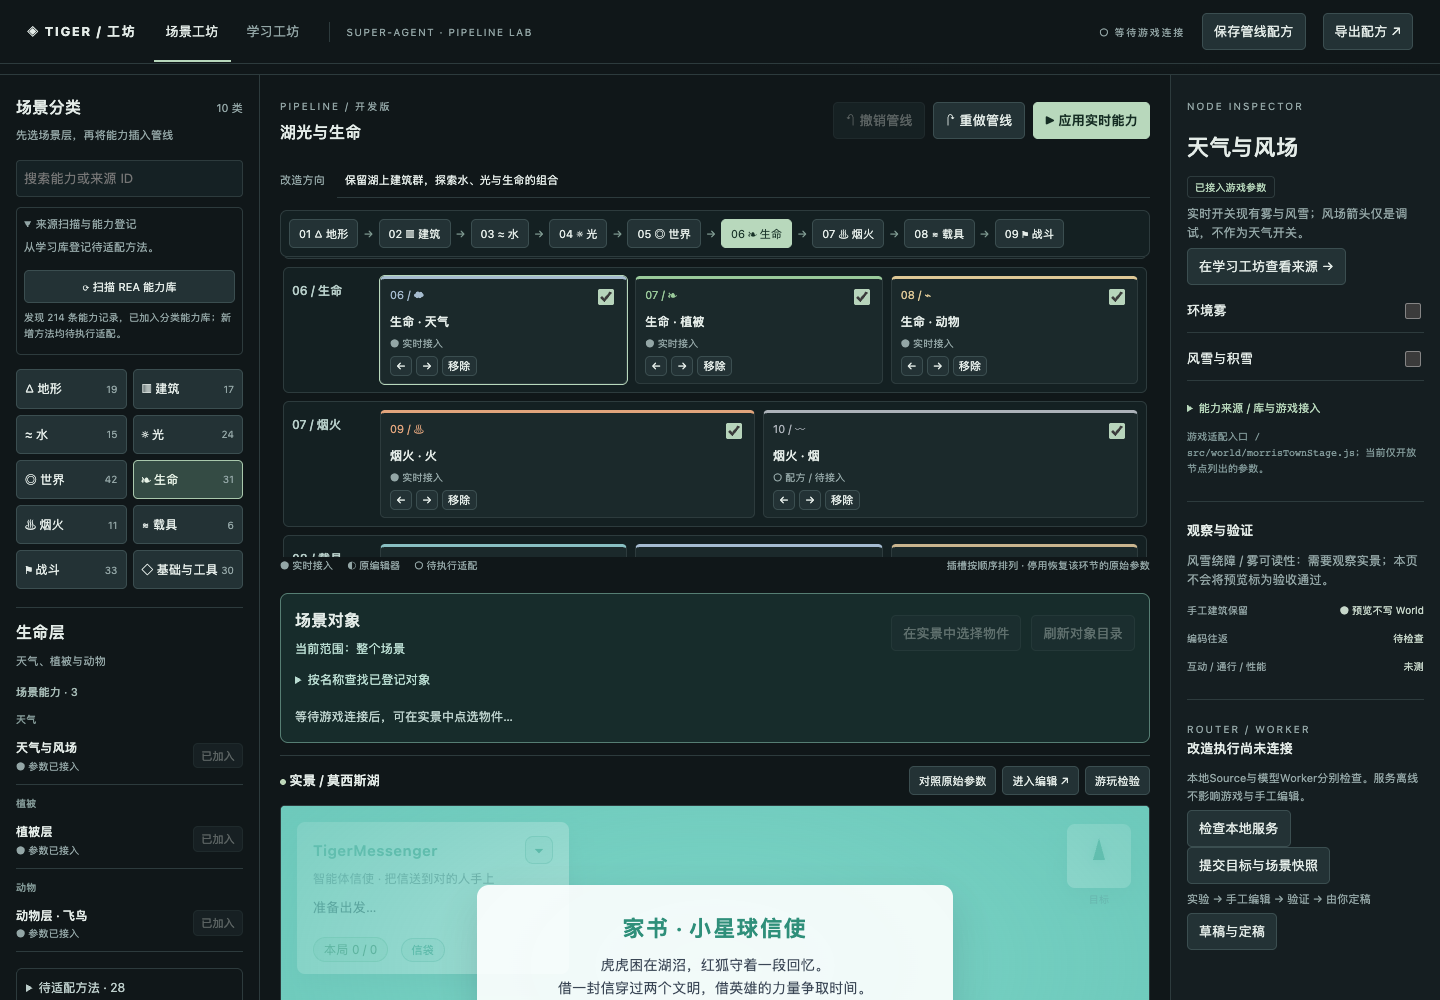 ◈ TIGER / 工坊
场景工坊
学习工坊
SUPER-AGENT · PIPELINE LAB
○ 等待游戏连接
保存管线配方
导出配方 ↗
场景分类
10 类
先选场景层，再将能力插入管线
搜索能力或来源 ID
▼ 来源扫描与能力登记
从学习库登记待适配方法。
⟳ 扫描 REA 能力库
发现 214 条能力记录，已加入分类能力库；新
增方法均待执行适配。
△ 地形 19
▥ 建筑 17
≈ 水 15
☀ 光 24
◎ 世界 42
❧ 生命 31
♨ 烟火 11
≋ 载具 6
⚑ 战斗 33
◇ 基础与工具 30
生命层
天气、植被与动物
场景能力 · 3
天气
天气与风场
● 参数已接入
已加入
植被
植被层
● 参数已接入
已加入
动物
动物层 · 飞鸟
● 参数已接入
已加入
▶ 待适配方法 · 28
PIPELINE / 开发版
湖光与生命
撤销管线
重做管线
▶ 应用实时能力
改造方向
保留湖上建筑群，探索水、光与生命的组合
01 △ 地形 → 02 ▥ 建筑 → 03 ≈ 水 → 04 ☀ 光 → 05 ◎ 世界 → 06 ❧ 生命 → 07 ♨ 烟火 → 08 ≋ 载具 → 09 ⚑ 战斗
06 / 生命
06 / ☁
生命 · 天气
● 实时接入
← → 移除
07 / ❧
生命 · 植被
● 实时接入
← → 移除
08 / ⌁
生命 · 动物
● 实时接入
← → 移除
07 / 烟火
09 / ♨
烟火 · 火
● 实时接入
← → 移除
10 / 〰
烟火 · 烟
○ 配方 / 待接入
← → 移除
08 / 载具
● 实时接入
◐ 原编辑器
○ 待执行适配
插槽按顺序排列 · 停用恢复该环节的原始参数
场景对象
当前范围：整个场景
在实景中选择物件
刷新对象目录
▶ 按名称查找已登记对象
等待游戏连接后，可在实景中点选物件…
● 实景 / 莫西斯湖
对照原始参数
进入编辑 ↗
游玩检验
TigerMessenger
智能体信使 · 把信送到对的人手上
准备出发…
本局 0 / 0
信袋
目标
家书 · 小星球信使
虎虎困在湖沼，红狐守着一段回忆。
借一封信穿过两个文明，借英雄的力量争取时间。
NODE INSPECTOR
天气与风场
已接入游戏参数
实时开关现有雾与风雪；风场箭头仅是调
试，不作为天气开关。
在学习工坊查看来源 →
环境雾
风雪与积雪
▶ 能力来源 / 库与游戏接入
游戏适配入口 /
src/world/morrisTownStage.js；当前仅开放
节点列出的参数。
观察与验证
风雪绕障 / 雾可读性：需要观察实景；本页
不会将预览标为验收通过。
手工建筑保留
● 预览不写 World
编码往返
待检查
互动 / 通行 / 性能
未测
ROUTER / WORKER
改造执行尚未连接
本地Source与模型Worker分别检查。服务离线
不影响游戏与手工编辑。
检查本地服务
提交目标与场景快照
实验 → 手工编辑 → 验证 → 由你定稿
草稿与定稿